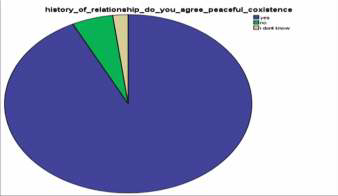 history_of_relationship_do_you_agree_peaceful_coxistence
yes
no
i dont know